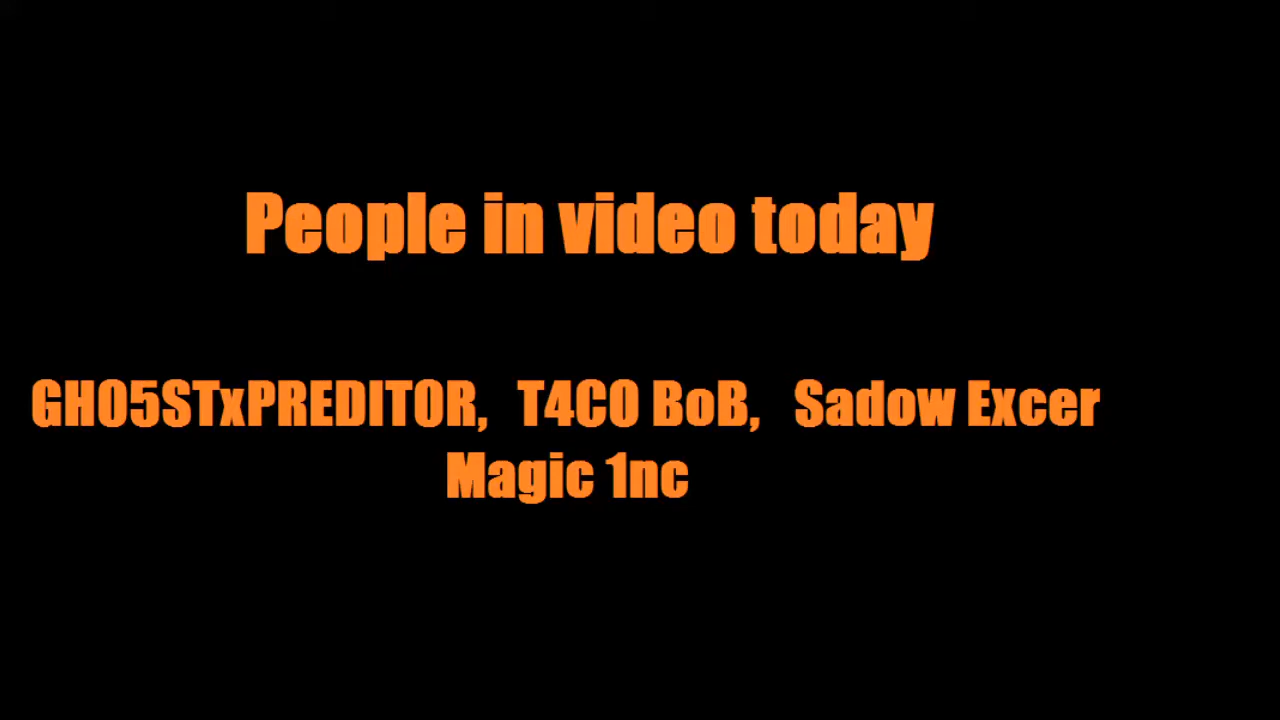 People in video today
GHO5STxPREDITOR, T4CO BoB, Sadow Excer
Magic 1nc